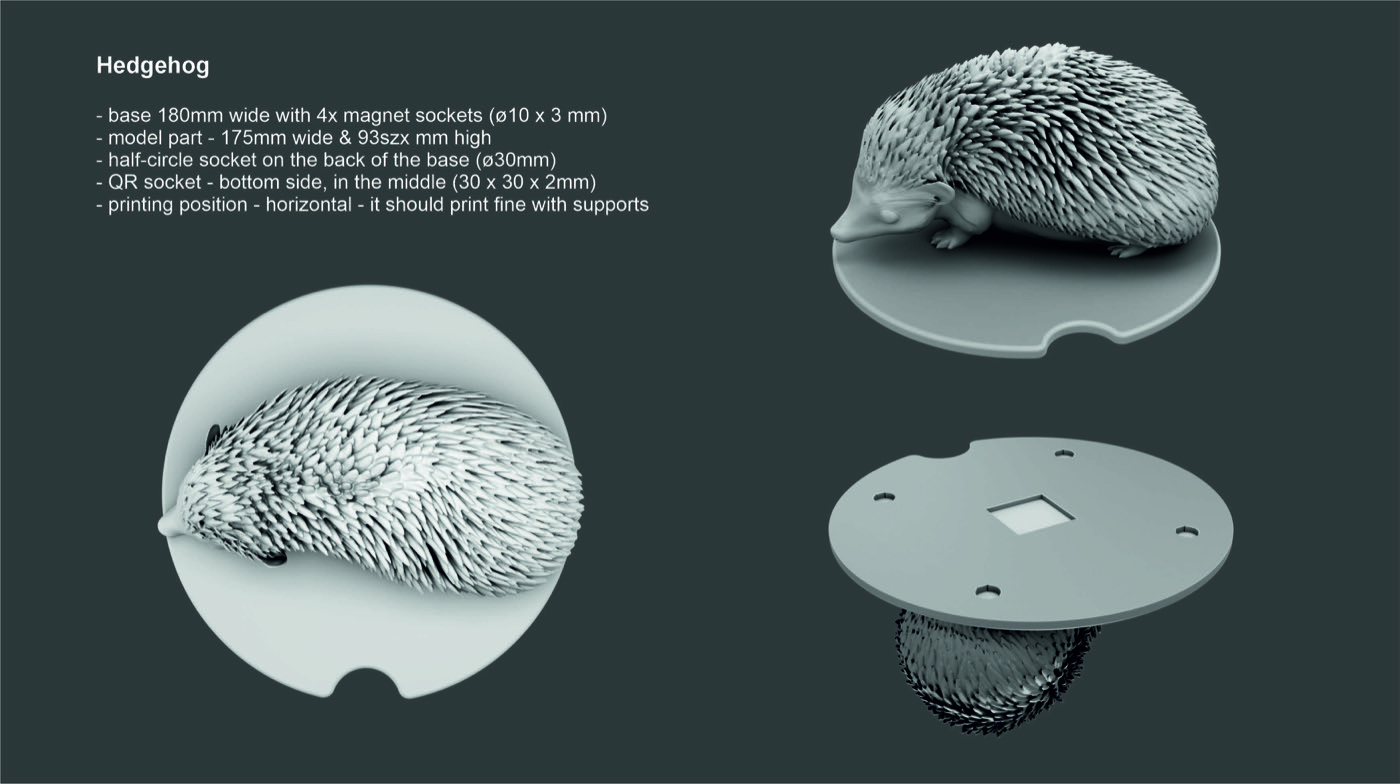 Hedgehog
- base 180mm wide with 4x magnet sockets (ø10 x 3 mm)
- model part - 175mm wide & 93szx mm high
- half-circle socket on the back of the base (ø30mm)
- QR socket - bottom side, in the middle (30 x 30 x 2mm)
- printing position - horizontal - it should print fine with supports